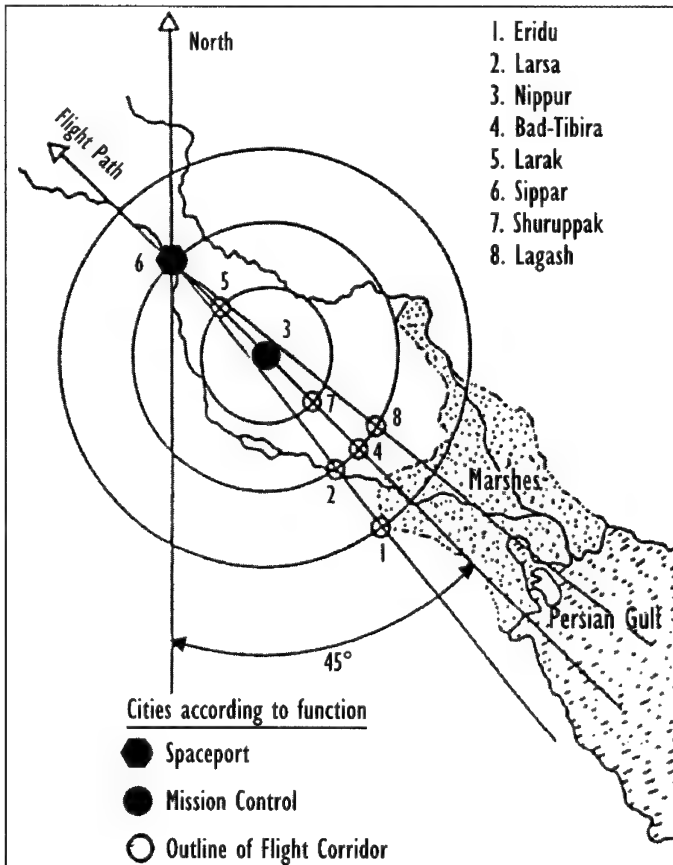 North
Flight Path
1. Eridu
2. Larsa
3. Nippur
4. Bad-Tibira
5. Larak
6. Sippar
7. Shuruppak
8. Lagash
6
5
3
7
8
4
2
1
Marshes
Persian Gulf
45°
Cities according to function
Spaceport
Mission Control
Outline of Flight Corridor